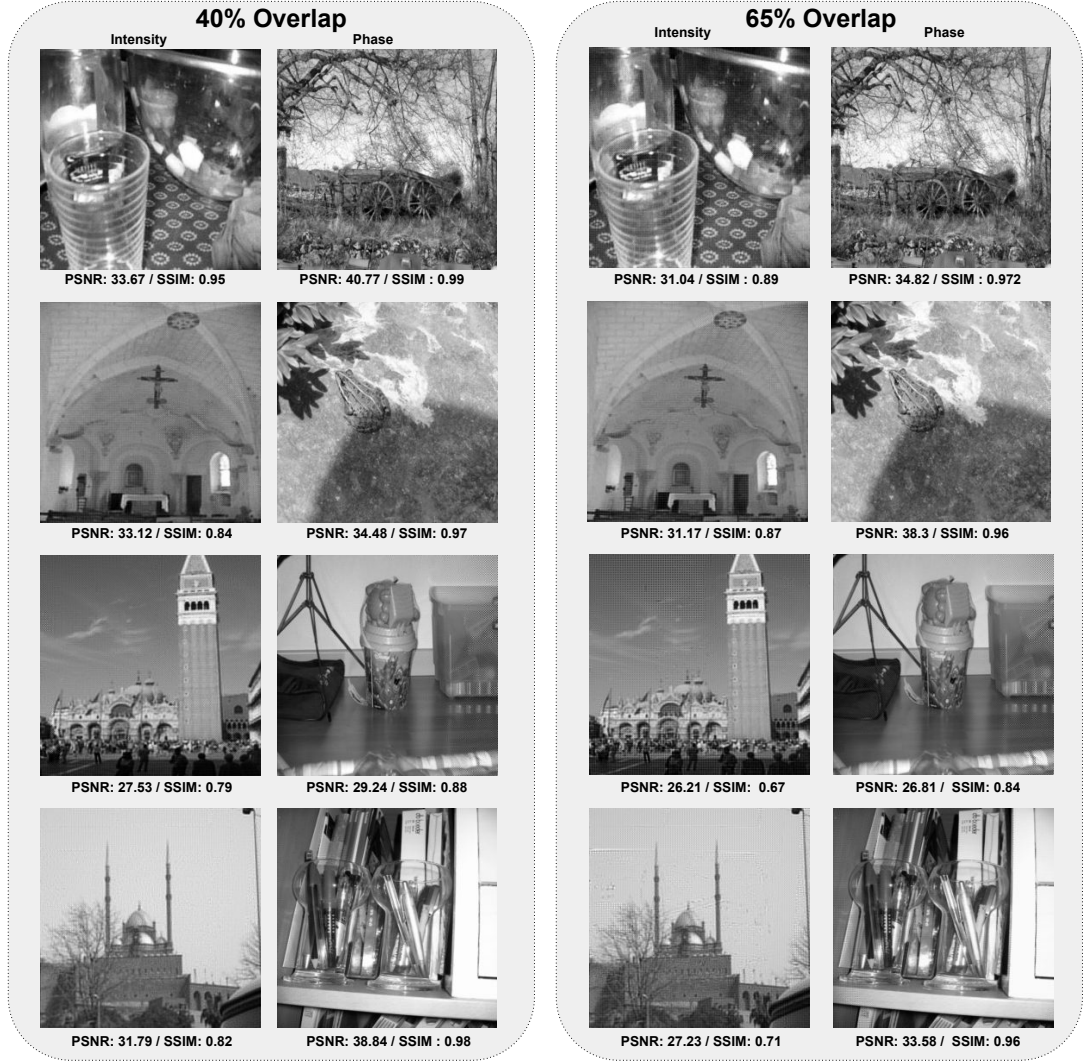 40% Overlap
Intensity Phase
PSNR: 33.67 / SSIM: 0.95
PSNR: 40.77 / SSIM : 0.99
PSNR: 33.12 / SSIM: 0.84
PSNR: 34.48 / SSIM: 0.97
PSNR: 27.53 / SSIM: 0.79
PSNR: 29.24 / SSIM: 0.88
PSNR: 31.79 / SSIM: 0.82
PSNR: 38.84 / SSIM : 0.98
65% Overlap
Intensity Phase
PSNR: 31.04 / SSIM: 0.89
PSNR: 34.82 / SSIM : 0.972
PSNR: 31.17 / SSIM: 0.87
PSNR: 38.3 / SSIM: 0.96
PSNR: 26.21 / SSIM:  0.67
PSNR: 26.81 /  SSIM: 0.84
PSNR: 27.23 / SSIM: 0.71
PSNR: 33.58 /  SSIM: 0.96